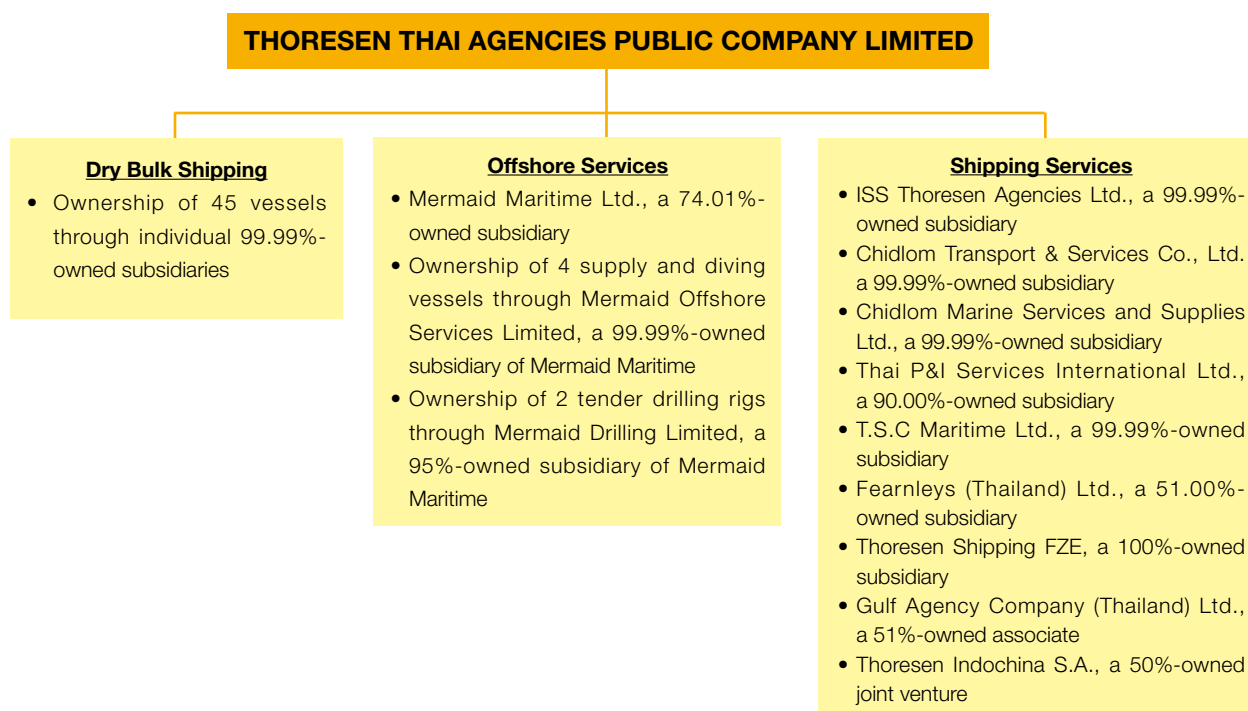 THORESEN THAI AGENCIES PUBLIC COMPANY LIMITED
Dry Bulk Shipping
• Ownership of 45 vessels
through individual 99.99%-
owned subsidiaries
Offshore Services
• Mermaid Maritime Ltd., a 74.01%-
owned subsidiary
• Ownership of 4 supply and diving
vessels through Mermaid Offshore
Services Limited, a 99.99%-owned
subsidiary of Mermaid Maritime
• Ownership of 2 tender drilling rigs
through Mermaid Drilling Limited, a
95%-owned subsidiary of Mermaid
Maritime
Shipping Services
• ISS Thoresen Agencies Ltd., a 99.99%-
owned subsidiary
• Chidlom Transport & Services Co., Ltd.
a 99.99%-owned subsidiary
• Chidlom Marine Services and Supplies
Ltd., a 99.99%-owned subsidiary
• Thai P&I Services International Ltd.,
a 90.00%-owned subsidiary
• T.S.C Maritime Ltd., a 99.99%-owned
subsidiary
• Fearnleys (Thailand) Ltd., a 51.00%-
owned subsidiary
• Thoresen Shipping FZE, a 100%-owned
subsidiary
• Gulf Agency Company (Thailand) Ltd.,
a 51%-owned associate
• Thoresen Indochina S.A., a 50%-owned
joint venture